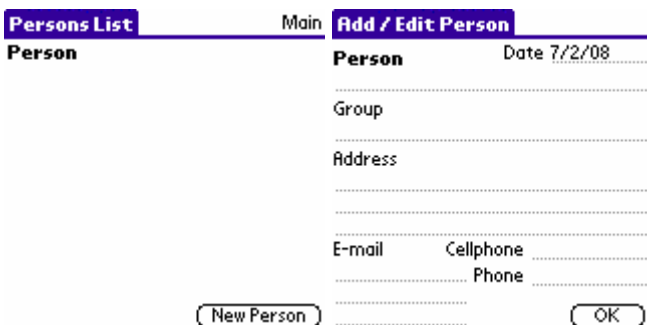 Persons List Main
Person
New Person
Add / Edit Person
Person Date 7/2/08
Group
Address
E-mail Cellphone
Phone
OK